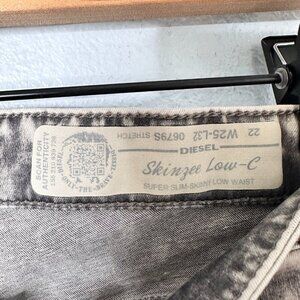 SCAN FOR
AUTHENTICITY
22. W25-L32 0679S STRETCH
DIESEL
Skinzee Low-C
SUPER SLIM-SKINNY LOW WAIST